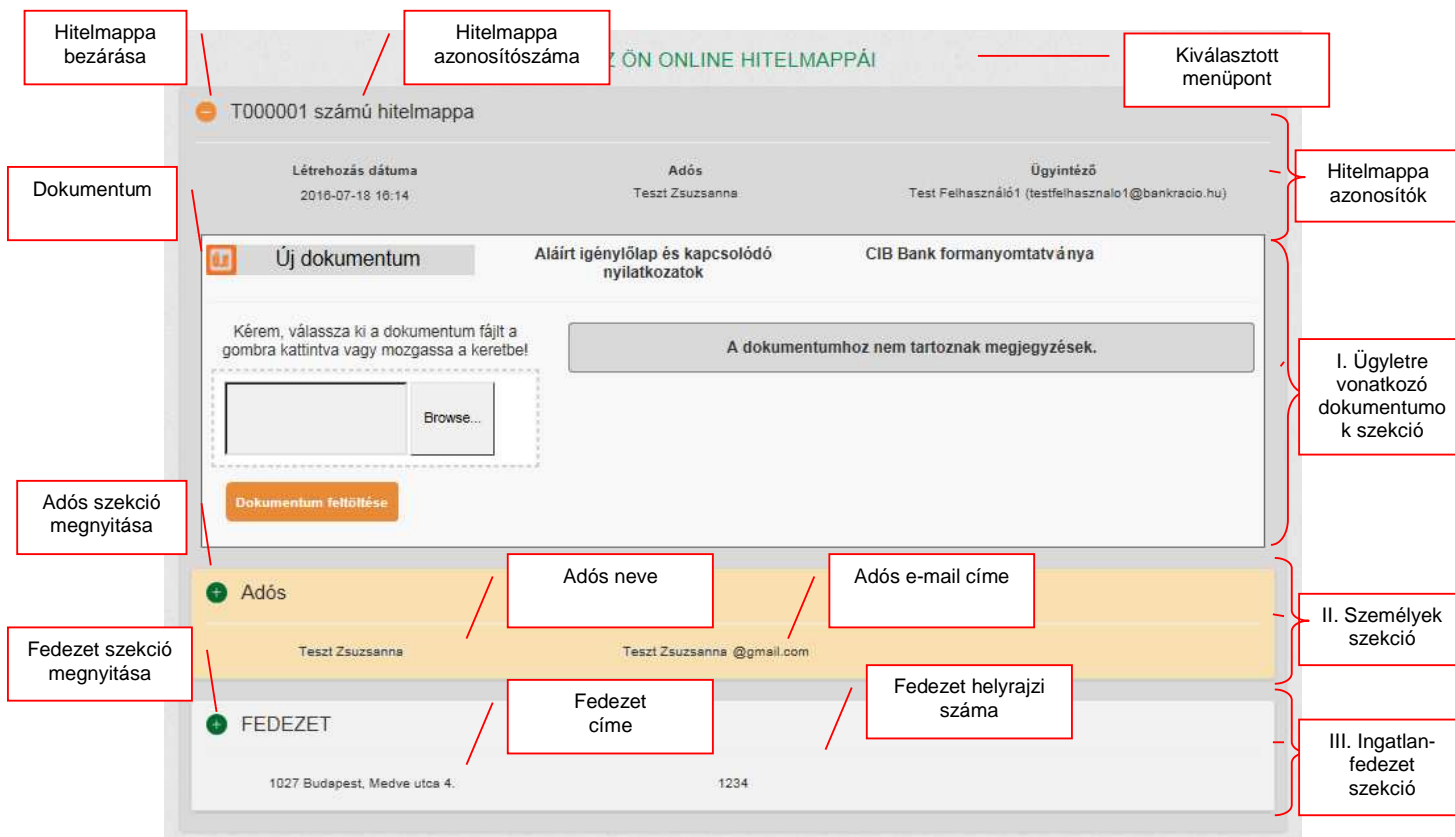 Hitelmappa
bezárása
Hitelmappa
azonosítószáma
Z ÖN ONLINE HITELMAPPÁI
Kiválasztott
menüpont
T000001 számú hitelmappa
Létrehozás dátuma
Adós
Ügyintéző
2016-07-18 16:14
Teszt Zsuzsanna
Test Felhasználó1 (testfelhasznalo1@bankracio.hu)
Hitelmappa
azonosítók
Dokumentum
Új dokumentum
Aláírt igénylőlap és kapcsolódó
nyilatkozatok
CIB Bank formanyomtatványa
Kérem, válassza ki a dokumentum fájlt a
gombra kattintva vagy mozgassa a keretbe!
A dokumentumhoz nem tartoznak megjegyzések.
Browse...
Dokumentum feltöltése
I. Ügyletre
vonatkozó
dokumentumo
k szekció
Adós szekció
megnyitása
Adós neve
Adós e-mail címe
Adós
Teszt Zsuzsanna
Teszt Zsuzsanna @gmail.com
II. Személyek
szekció
Fedezet szekció
megnyitása
Fedezet
címe
Fedezet helyrajzi
száma
FEDEZET
1027 Budapest, Medve utca 4.
1234
III. Ingatlan-
fedezet
szekció